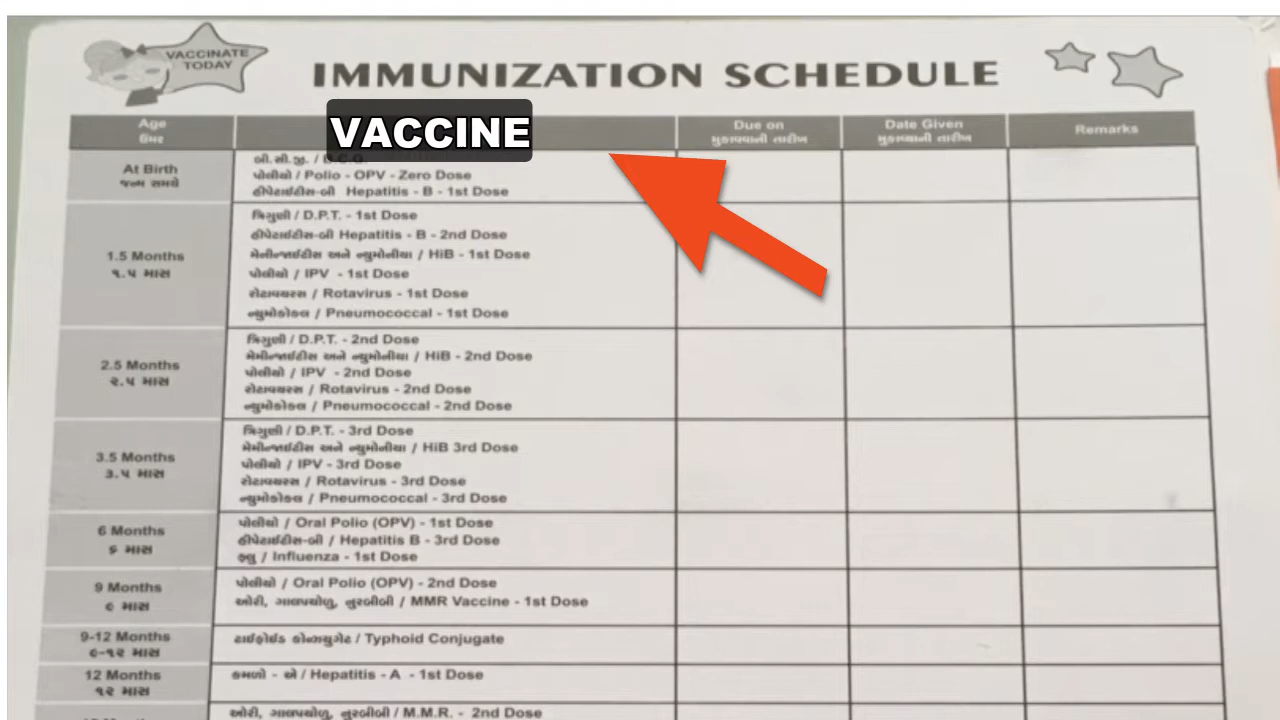 VACCINATE
TODAY
IMMUNIZATION SCHEDULE
Age
ઉંમર
VACCINE
Due on
મુકાવવાની તારીખ
Date Given
મુકાવ્યાની તારીખ
Remarks
At Birth
જન્મ સમયે
બી.સી.જી. / B.C.G.
પોલીયો / Polio - OPV - Zero Dose
હીપેટાઈટીસ-બી Hepatitis - B - 1st Dose
1.5 Months
૧.૫ માસ
ત્રિગુણી / D.P.T. - 1st Dose
હીપેટાઈટીસ-બી Hepatitis - B - 2nd Dose
મેનીન્જાઈટીસ અને ન્યુમોનીયા / HiB - 1st Dose
પોલીયો / IPV - 1st Dose
રોટાવાયરસ / Rotavirus - 1st Dose
ન્યુમોકોકલ / Pneumococcal - 1st Dose
2.5 Months
૨.૫ માસ
ત્રિગુણી / D.P.T. - 2nd Dose
મેમીન્જાઈટીસ અને ન્યુમોનીયા / HiB - 2nd Dose
પોલીયો / IPV - 2nd Dose
રોટાવાયરસ / Rotavirus - 2nd Dose
ન્યુમોકોકલ / Pneumococcal - 2nd Dose
3.5 Months
૩.૫ માસ
ત્રિગુણી / D.P.T. - 3rd Dose
મેમીન્જાઈટીસ અને ન્યુમોનીયા / HiB 3rd Dose
પોલીયો / IPV - 3rd Dose
રોટાવાયરસ / Rotavirus - 3rd Dose
ન્યુમોકોકલ / Pneumococcal - 3rd Dose
6 Months
૬ માસ
પોલીયો / Oral Polio (OPV) - 1st Dose
હીપેટાઈટીસ-બી / Hepatitis B - 3rd Dose
ફ્લુ / Influenza - 1st Dose
9 Months
૯ માસ
પોલીયો / Oral Polio (OPV) - 2nd Dose
ઓરી, ગાલપચોળુ, નુરબીબી / MMR Vaccine - 1st Dose
9-12 Months
૯-૧૨ માસ
ટાઈફોઈડ કોન્જ્યુગેટ / Typhoid Conjugate
12 Months
૧૨ માસ
કમળો - એ / Hepatitis - A - 1st Dose
ઓરી, ગાલપચોળુ, નુરબીબી / M.M.R. - 2nd Dose